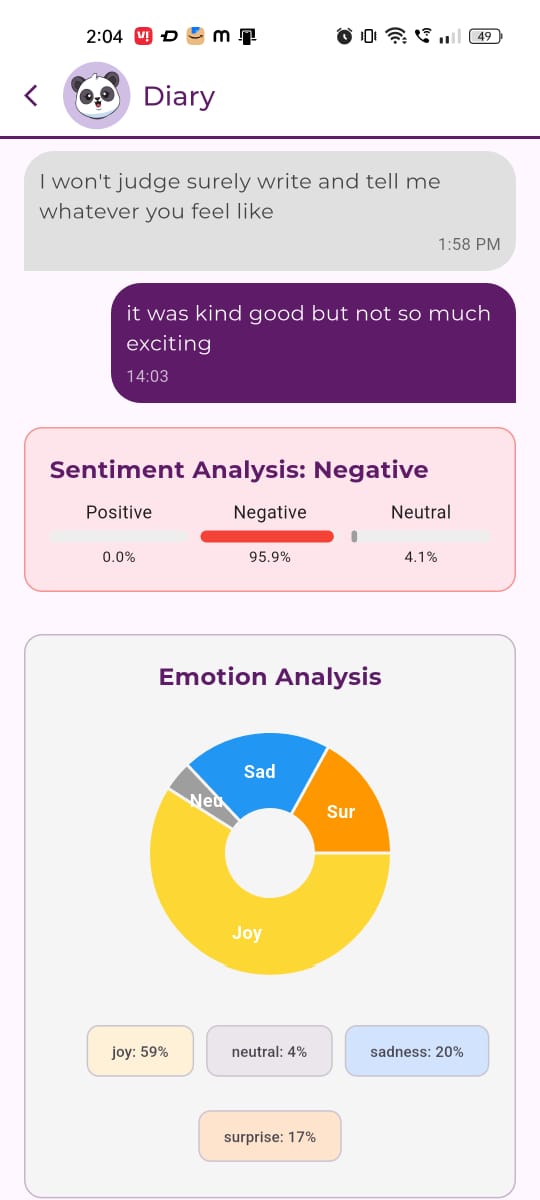 2:04
49
Diary
I won't judge surely write and tell me
whatever you feel like
1:58 PM
it was kind good but not so much
exciting
14:03
Sentiment Analysis: Negative
Positive Negative Neutral
0.0% 95.9% 4.1%
Emotion Analysis
Sad
Neu
Sur
Joy
joy: 59% neutral: 4% sadness: 20%
surprise: 17%